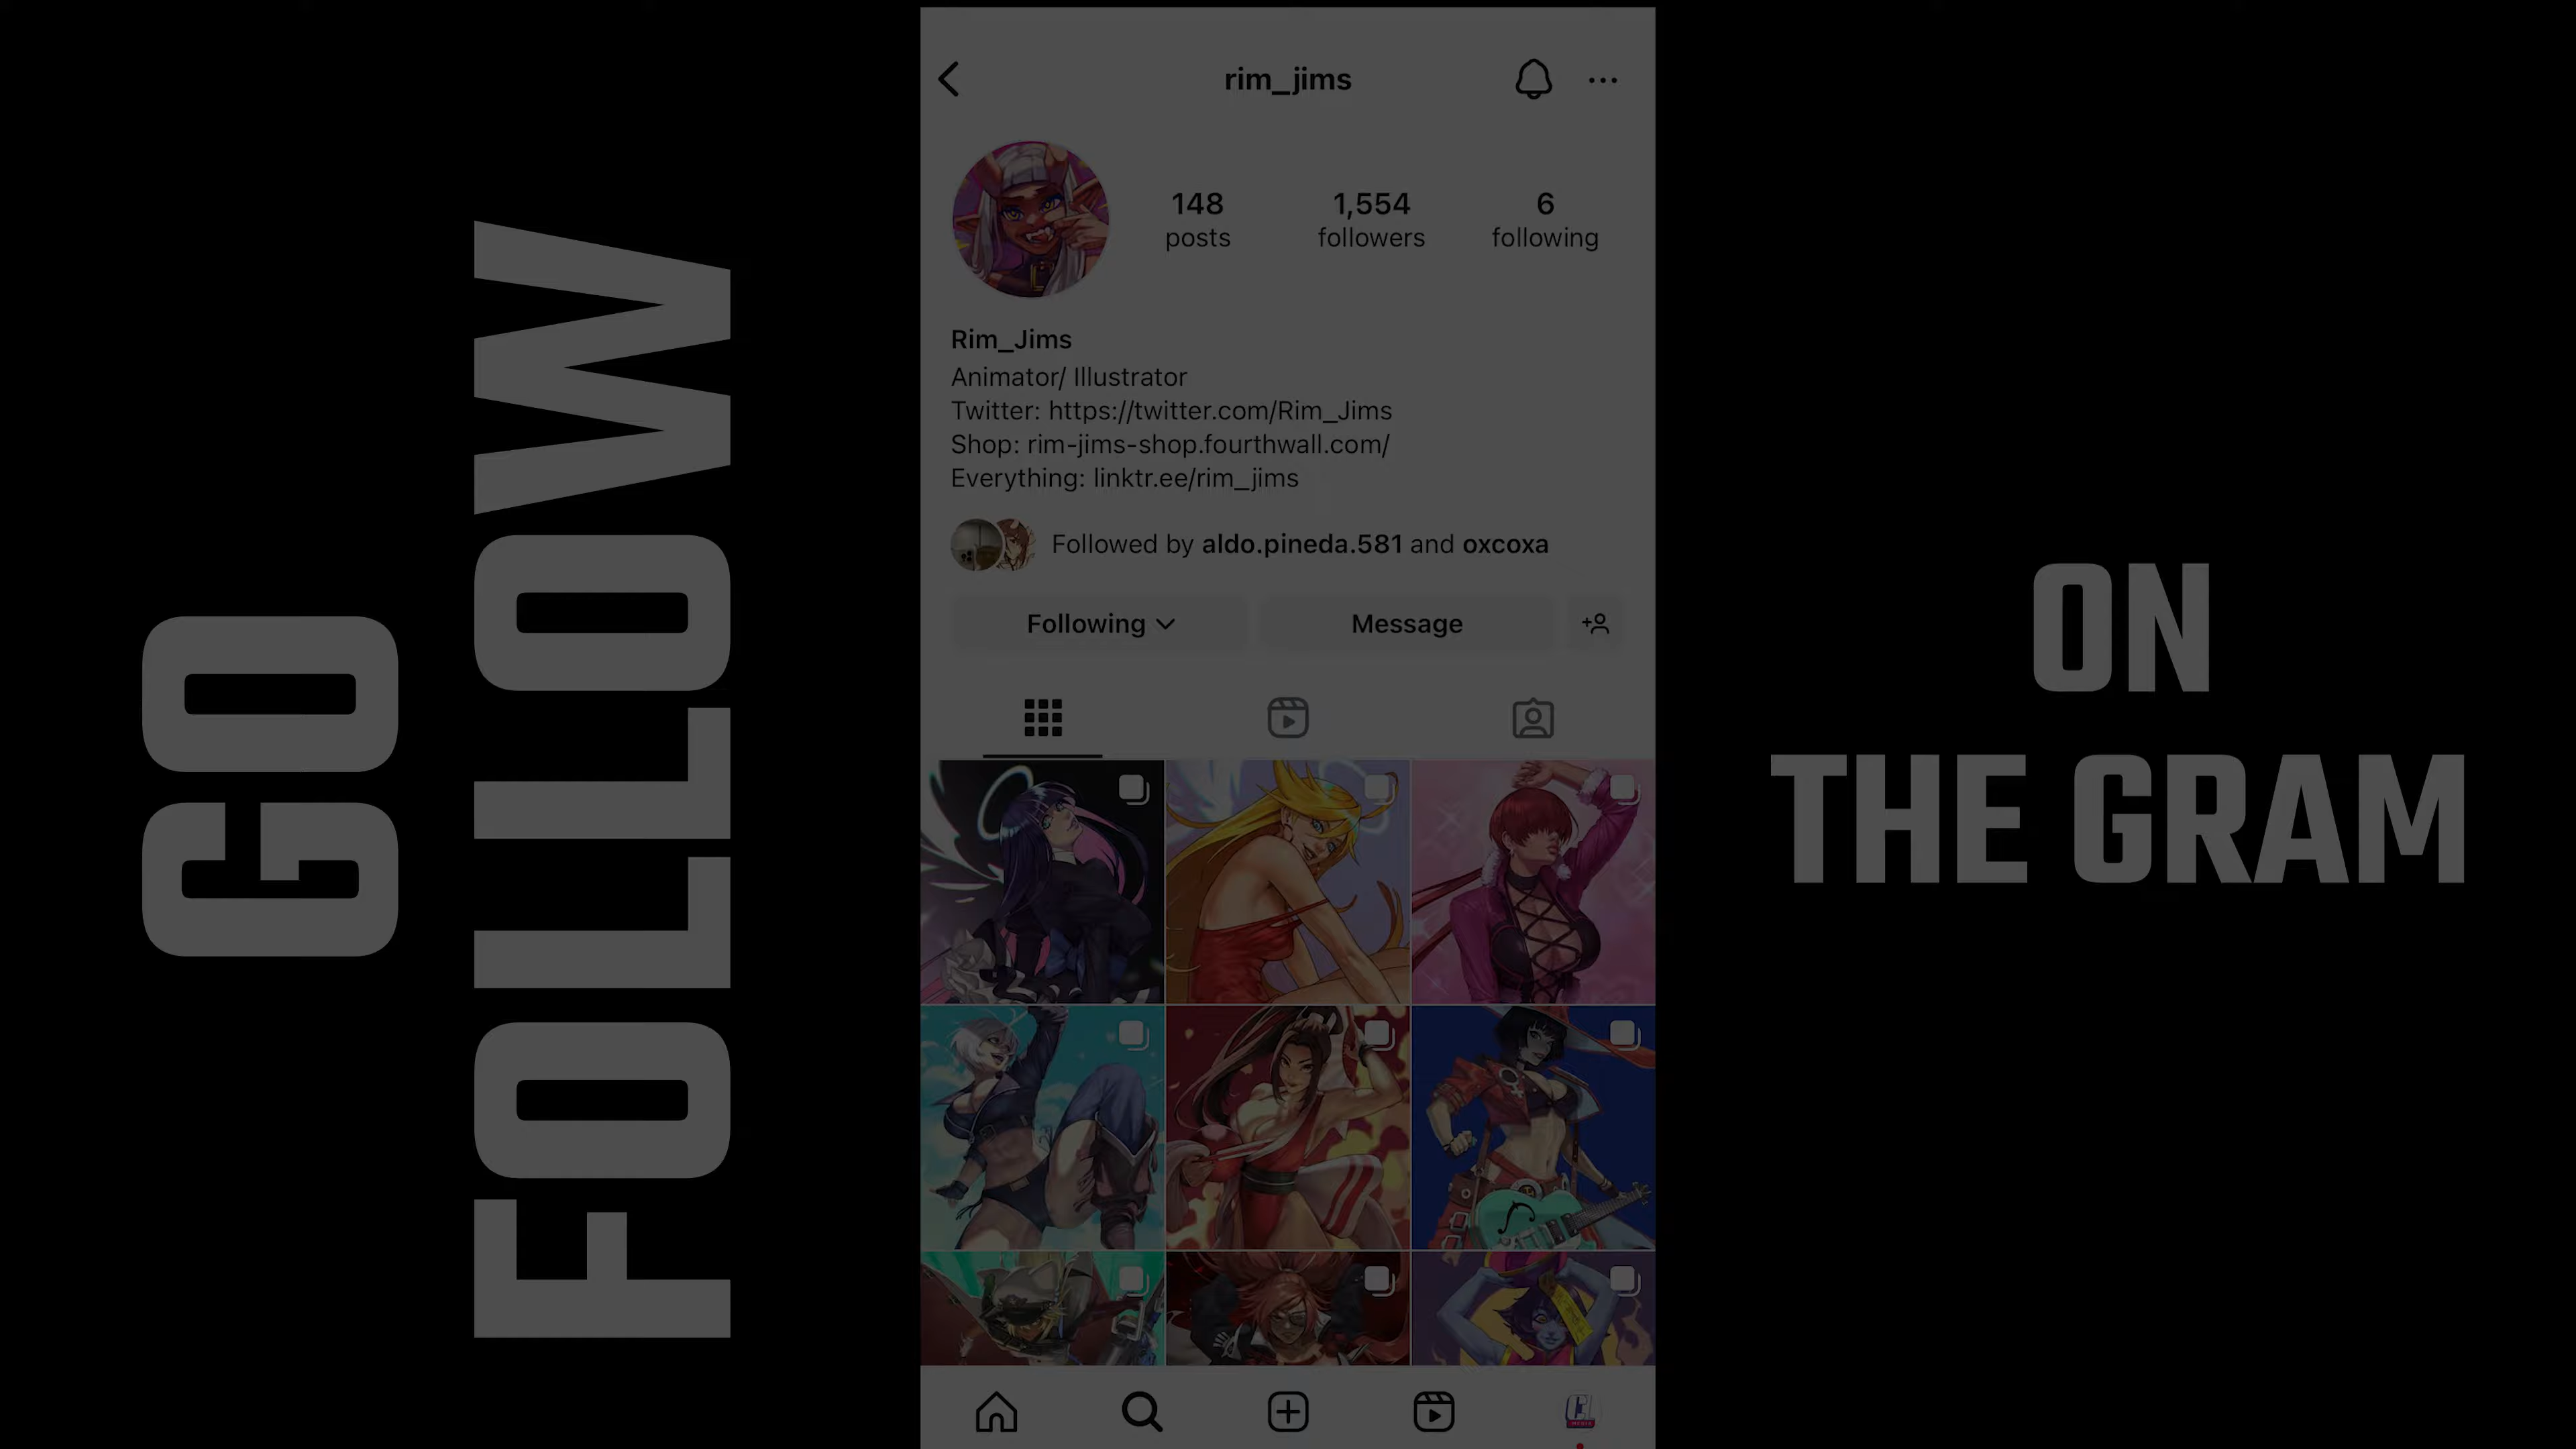 GO
FOLLOW
rim_jims
148
posts
1,554
followers
6
following
Rim_Jims
Animator/ Illustrator
Twitter: https://twitter.com/Rim_Jims
Shop: rim-jims-shop.fourthwall.com/
Everything: linktr.ee/rim_jims
Followed by aldo.pineda.581 and oxcoxa
Following
Message
ON
THE GRAM